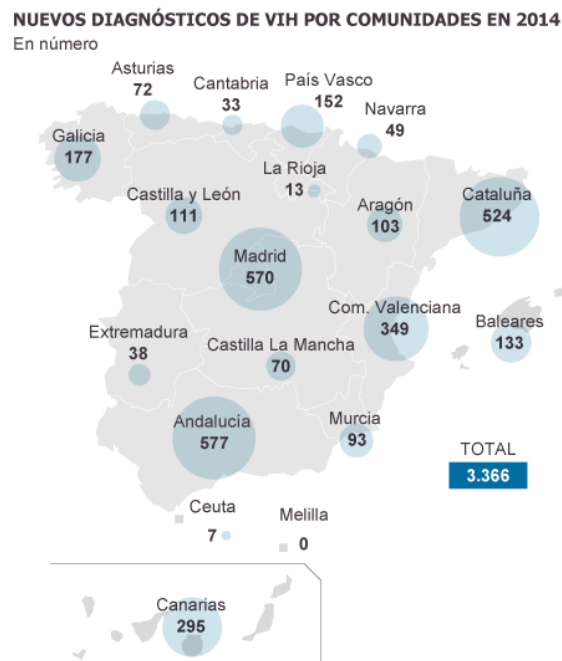 NUEVOS DIAGNÓSTICOS DE VIH POR COMUNIDADES EN 2014
En número
Asturias
72
Cantabria
33
País Vasco
152
Navarra
49
Galicia
177
La Rioja
13
Castilla y León
111
Aragón
103
Cataluña
524
Madrid
570
Com. Valenciana
349
Baleares
133
Extremadura
38
Castilla La Mancha
70
Andalucía
577
Murcia
93
TOTAL
3.366
Ceuta
7
Melilla
0
Canarias
295